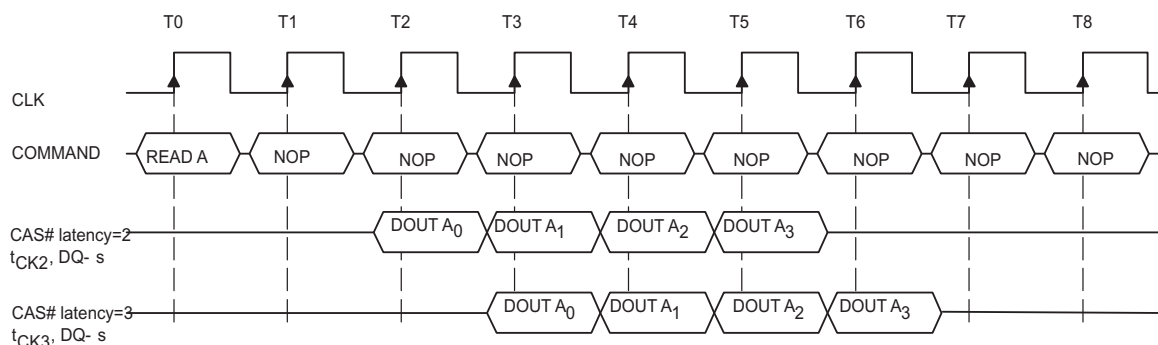 T0 T1 T2 T3 T4 T5 T6 T7 T8
CLK
COMMAND READ A NOP NOP NOP NOP NOP NOP NOP NOP
DOUT A0 DOUT A1 DOUT A2 DOUT A3
CAS# latency=2
tCK2, DQ- s
DOUT A0 DOUT A1 DOUT A2 DOUT A3
CAS# latency=3
tCK3, DQ- s